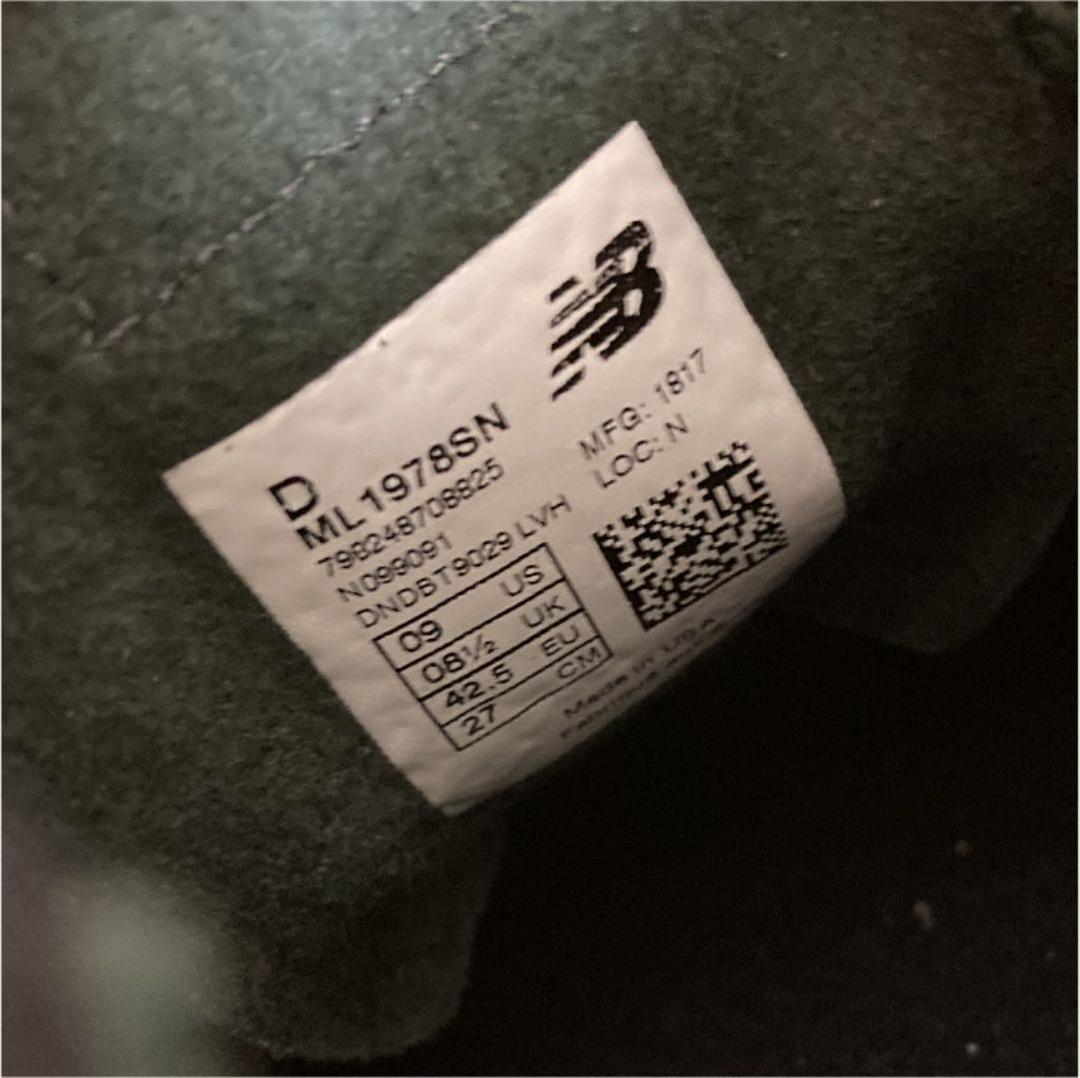 D
ML1978SN
798248708825
N099091
DNDBT9029 LVH
09 US
08½ UK
42.5 EU
27 CM
MFG: 1817
LOC: N
Made in USA